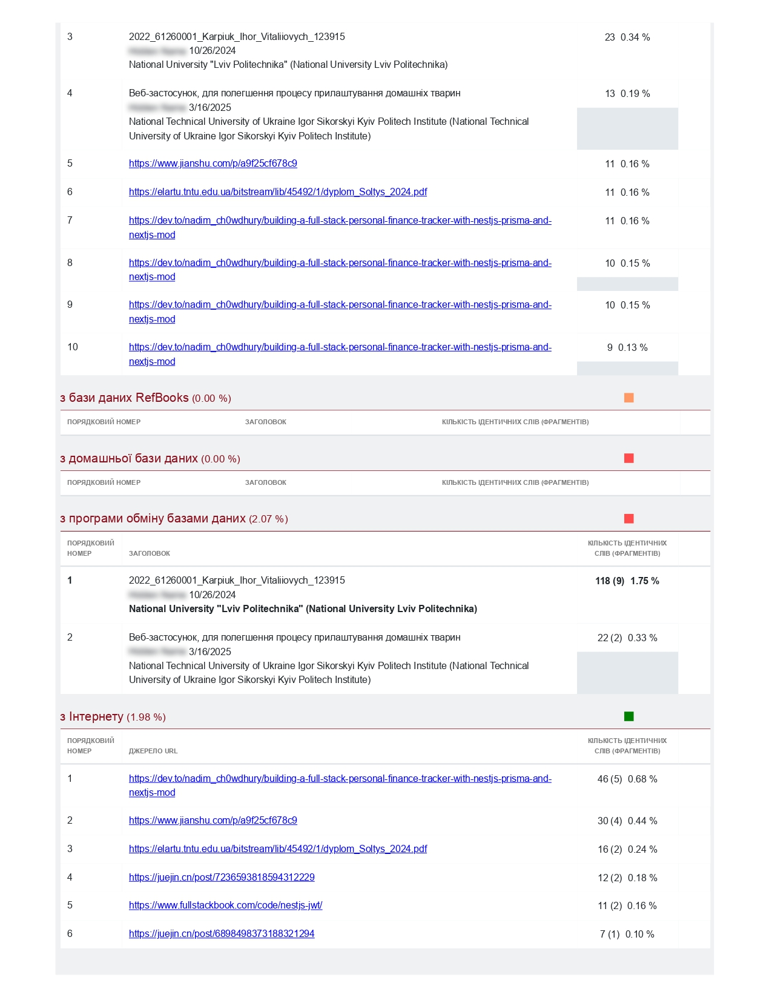 3 2022_61260001_Karpiuk_Ihor_Vitaliiovych_123915 23 0.34 %
10/26/2024
National University "Lviv Politechnika" (National University Lviv Politechnika)
4 Веб-застосунок, для полегшення процесу прилаштування домашніх тварин 13 0.19 %
3/16/2025
National Technical University of Ukraine Igor Sikorskyi Kyiv Politech Institute (National Technical
University of Ukraine Igor Sikorskyi Kyiv Politech Institute)
5 https://www.jianshu.com/p/a9f25cf678c9 11 0.16 %
6 https://elartu.tntu.edu.ua/bitstream/lib/45492/1/dyplom_Soltys_2024.pdf 11 0.16 %
7 https://dev.to/nadim_ch0wdhury/building-a-full-stack-personal-finance-tracker-with-nestjs-prisma-and- 11 0.16 %
nextjs-mod
8 https://dev.to/nadim_ch0wdhury/building-a-full-stack-personal-finance-tracker-with-nestjs-prisma-and- 10 0.15 %
nextjs-mod
9 https://dev.to/nadim_ch0wdhury/building-a-full-stack-personal-finance-tracker-with-nestjs-prisma-and- 10 0.15 %
nextjs-mod
10 https://dev.to/nadim_ch0wdhury/building-a-full-stack-personal-finance-tracker-with-nestjs-prisma-and- 9 0.13 %
nextjs-mod
з бази даних RefBooks (0.00 %)
ПОРЯДКОВИЙ НОМЕР ЗАГОЛОВОК КІЛЬКІСТЬ ІДЕНТИЧНИХ СЛІВ (ФРАГМЕНТІВ)
з домашньої бази даних (0.00 %)
ПОРЯДКОВИЙ НОМЕР ЗАГОЛОВОК КІЛЬКІСТЬ ІДЕНТИЧНИХ СЛІВ (ФРАГМЕНТІВ)
з програми обміну базами даних (2.07 %)
ПОРЯДКОВИЙ КІЛЬКІСТЬ ІДЕНТИЧНИХ
НОМЕР ЗАГОЛОВОК СЛІВ (ФРАГМЕНТІВ)
1 2022_61260001_Karpiuk_Ihor_Vitaliiovych_123915 118 (9) 1.75 %
10/26/2024
National University "Lviv Politechnika" (National University Lviv Politechnika)
2 Веб-застосунок, для полегшення процесу прилаштування домашніх тварин 22 (2) 0.33 %
3/16/2025
National Technical University of Ukraine Igor Sikorskyi Kyiv Politech Institute (National Technical
University of Ukraine Igor Sikorskyi Kyiv Politech Institute)
з Інтернету (1.98 %)
ПОРЯДКОВИЙ КІЛЬКІСТЬ ІДЕНТИЧНИХ
НОМЕР ДЖЕРЕЛО URL СЛІВ (ФРАГМЕНТІВ)
1 https://dev.to/nadim_ch0wdhury/building-a-full-stack-personal-finance-tracker-with-nestjs-prisma-and- 46 (5) 0.68 %
nextjs-mod
2 https://www.jianshu.com/p/a9f25cf678c9 30 (4) 0.44 %
3 https://elartu.tntu.edu.ua/bitstream/lib/45492/1/dyplom_Soltys_2024.pdf 16 (2) 0.24 %
4 https://juejin.cn/post/7236593818594312229 12 (2) 0.18 %
5 https://www.fullstackbook.com/code/nestjs-jwt/ 11 (2) 0.16 %
6 https://juejin.cn/post/6898498373188321294 7 (1) 0.10 %